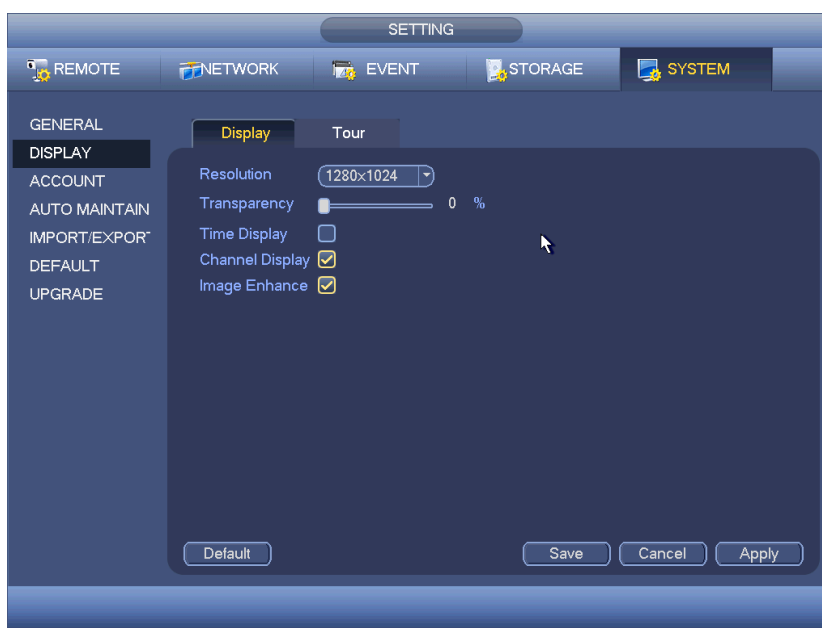 SETTING
REMOTE NETWORK EVENT STORAGE SYSTEM
GENERAL
DISPLAY
ACCOUNT
AUTO MAINTAIN
IMPORT/EXPOR
DEFAULT
UPGRADE
Display Tour
Resolution 1280×1024
Transparency 0 %
Time Display
Channel Display
Image Enhance
Default Save Cancel Apply